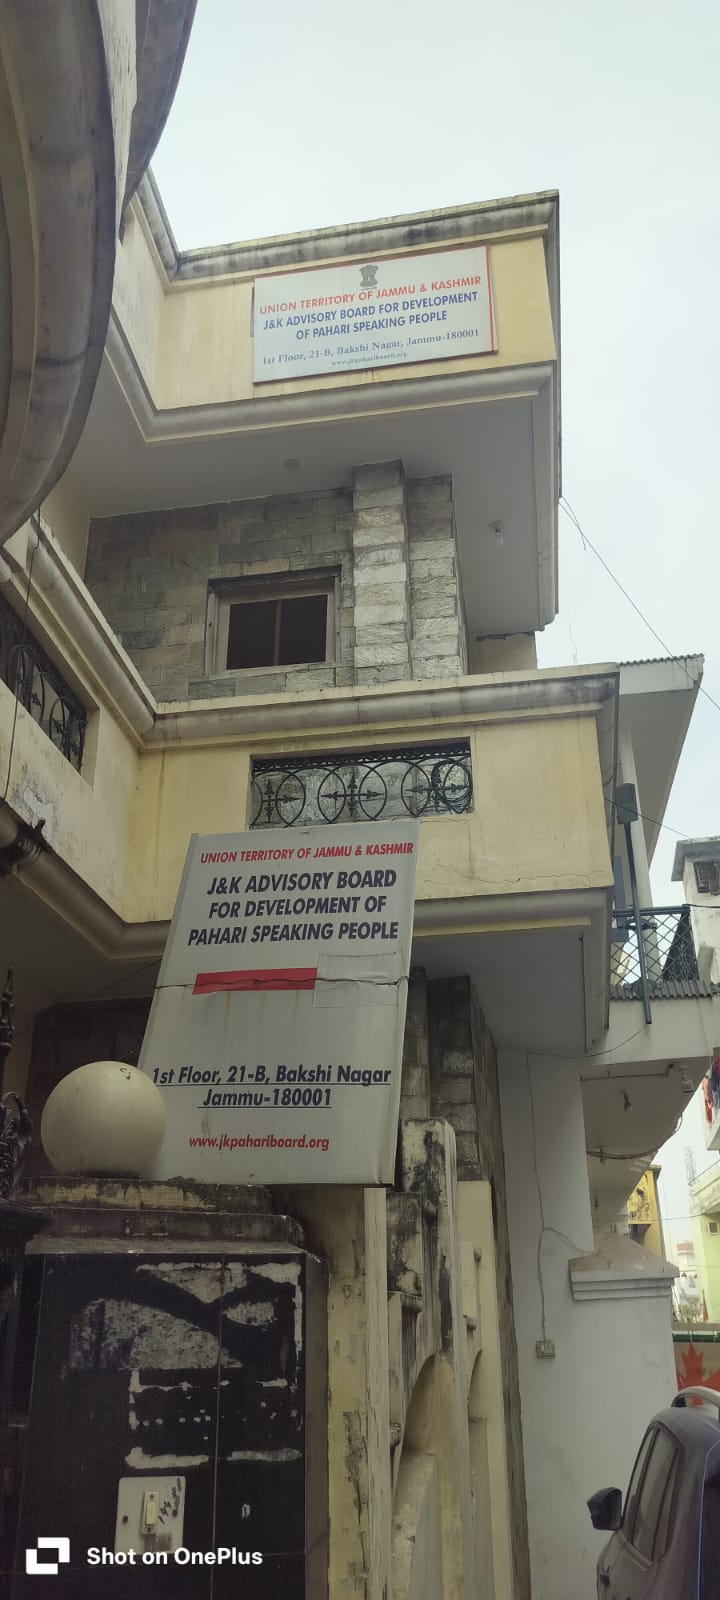 UNION TERRITORY OF JAMMU & KASHMIR
J&K ADVISORY BOARD FOR DEVELOPMENT
OF PAHARI SPEAKING PEOPLE
1st Floor, 21-B, Bakshi Nagar, Jammu-180001
www.jkpahariboard.org
UNION TERRITORY OF JAMMU & KASHMIR
J&K ADVISORY BOARD
FOR DEVELOPMENT OF
PAHARI SPEAKING PEOPLE
1st Floor, 21-B, Bakshi Nagar
Jammu-180001
www.jkpahariboard.org
Shot on OnePlus